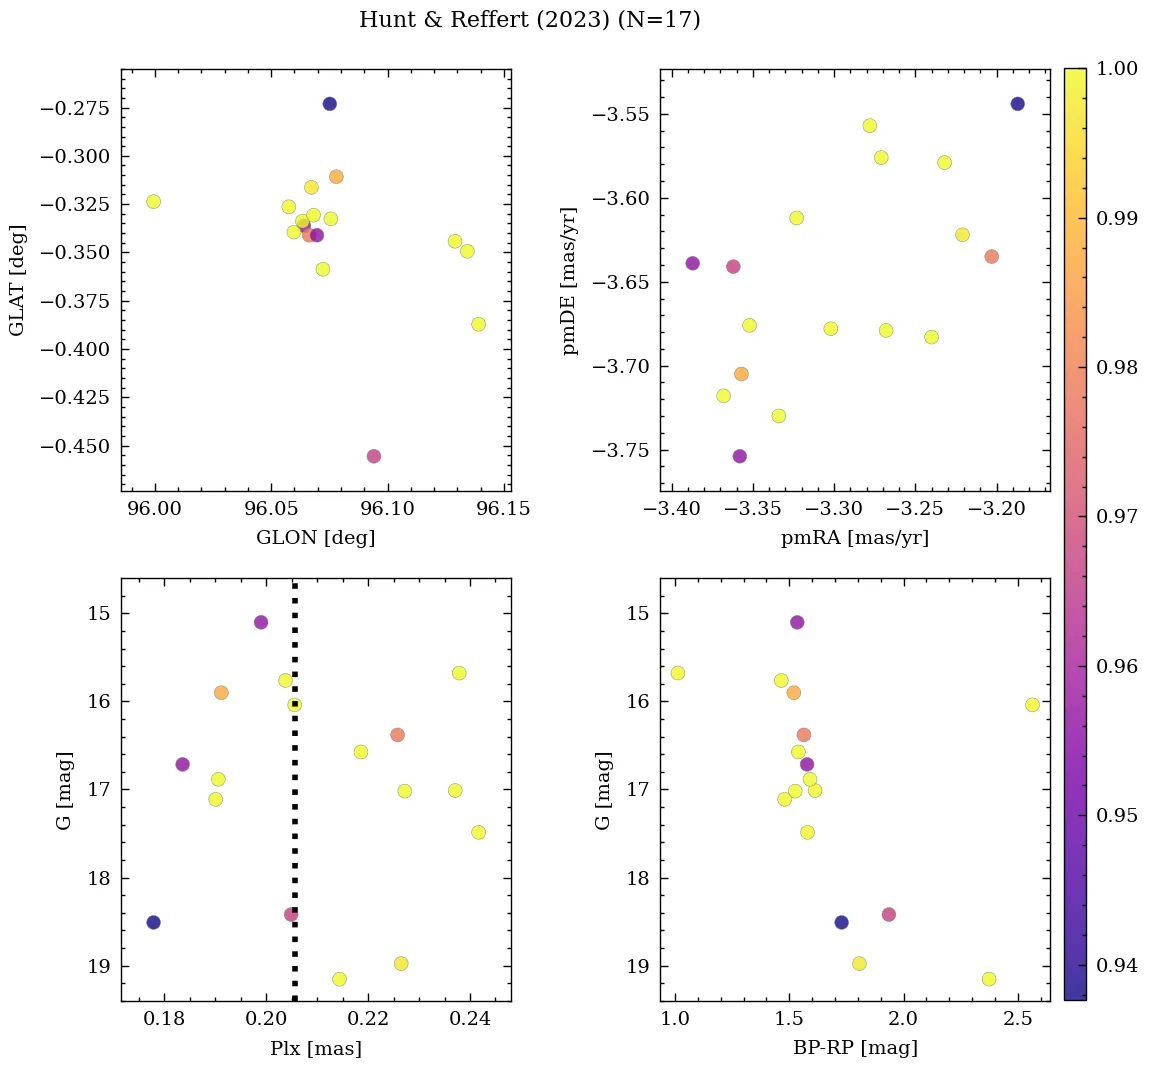 Hunt & Reffert (2023) (N=17)
−0.275
−0.300
−0.325
−0.350
−0.375
−0.400
−0.425
−0.450
GLAT [deg]
96.00 96.05 96.10 96.15
GLON [deg]
−3.55
−3.60
−3.65
−3.70
−3.75
pmDE [mas/yr]
−3.40 −3.35 −3.30 −3.25 −3.20
pmRA [mas/yr]
15
16
17
18
19
G [mag]
0.18 0.20 0.22 0.24
Plx [mas]
15
16
17
18
19
G [mag]
1.0 1.5 2.0 2.5
BP-RP [mag]
1.00
0.99
0.98
0.97
0.96
0.95
0.94